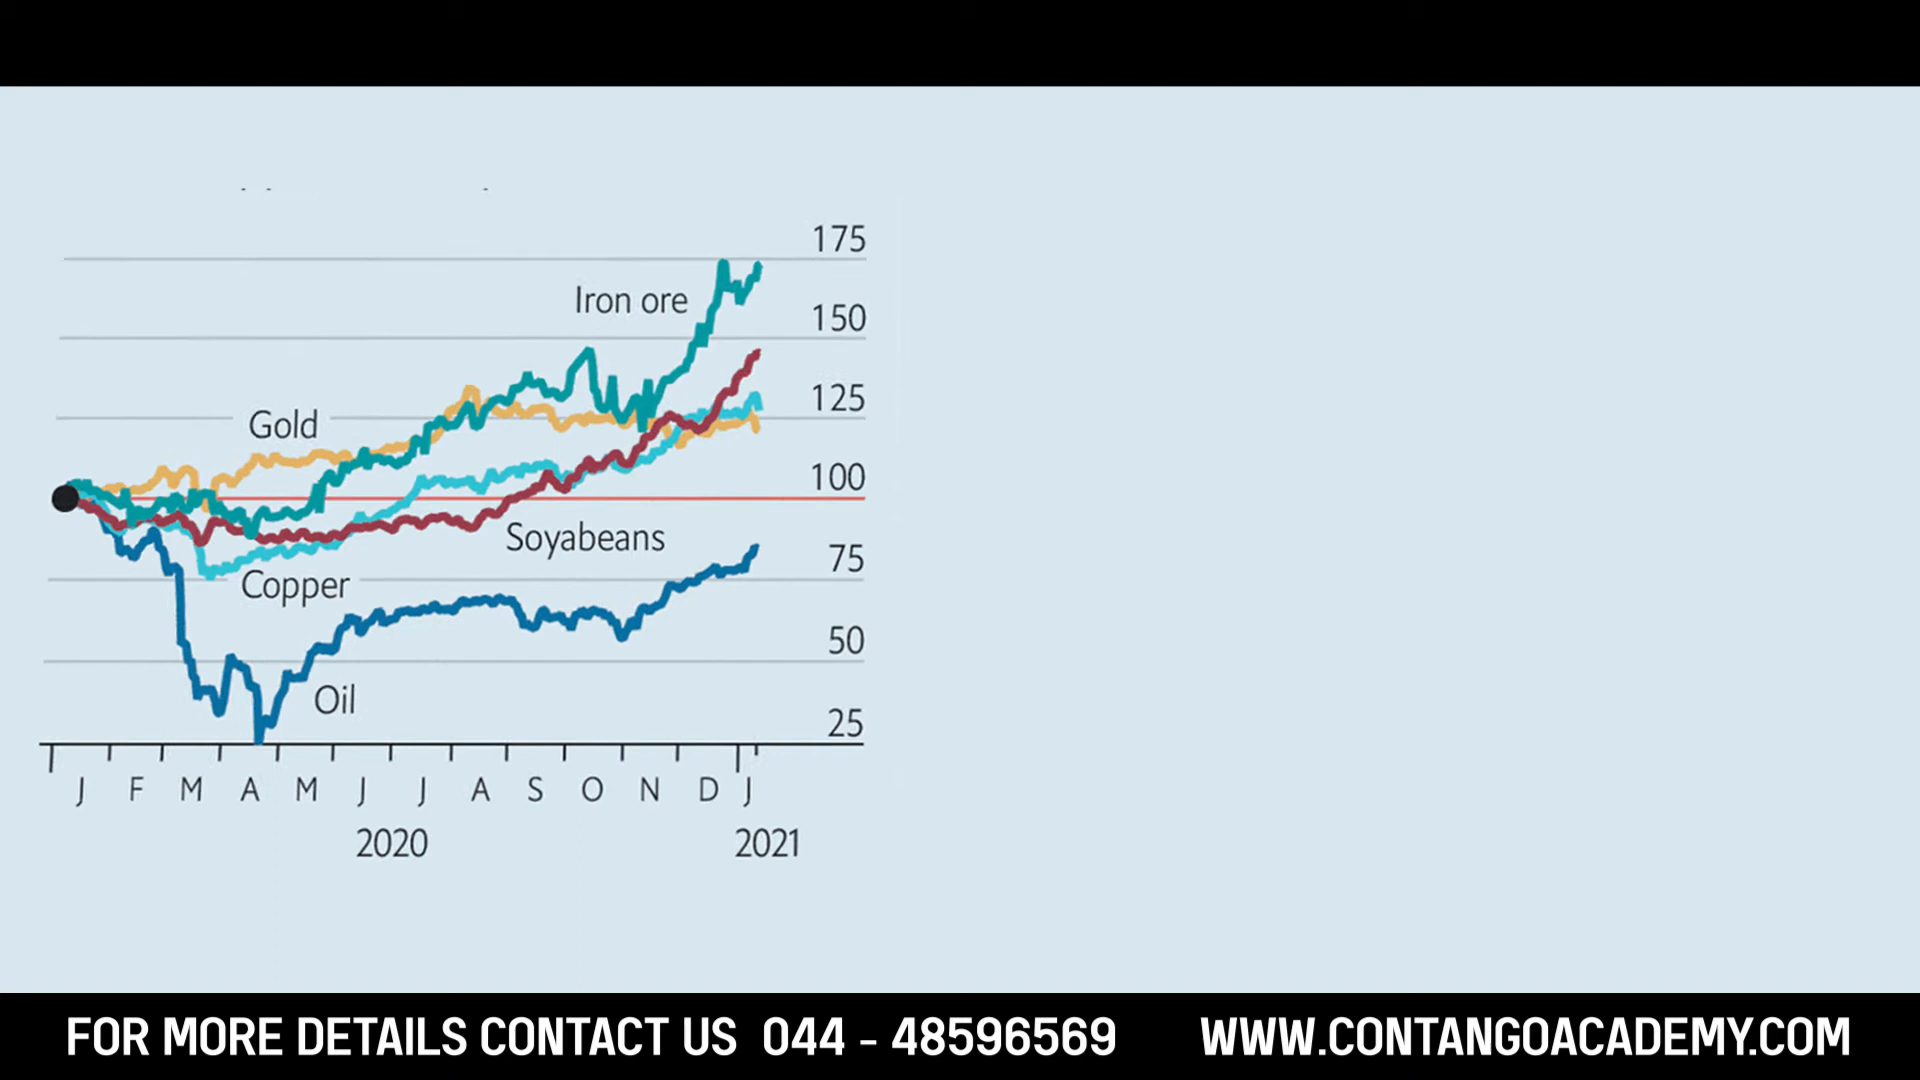 175
Iron ore
150
125
Gold
100
Soyabeans
75
Copper
50
Oil
25
J F M A M J J A S O N D J
2020 2021
FOR MORE DETAILS CONTACT US 044 - 48596569 WWW.CONTANGOACADEMY.COM